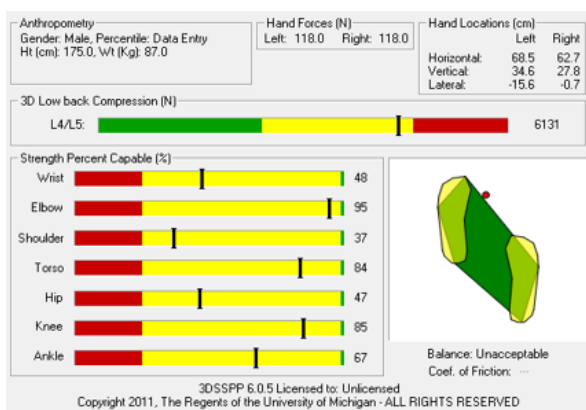 Anthropometry
Gender: Male, Percentile: Data Entry
Ht (cm): 175.0, Wt (Kg): 87.0
Hand Forces (N)
Left: 118.0 Right: 118.0
Hand Locations (cm)
Left Right
Horizontal: 68.5 62.7
Vertical: 34.6 27.8
Lateral: -15.6 -0.7
3D Low back Compression (N)
L4/L5: 6131
Strength Percent Capable (%)
Wrist 48
Elbow 95
Shoulder 37
Torso 84
Hip 47
Knee 85
Ankle 67
Balance: Unacceptable
Coef. of Friction: ---
3DSSPP 6.0.5 Licensed to: Unlicensed
Copyright 2011, The Regents of the University of Michigan - ALL RIGHTS RESERVED